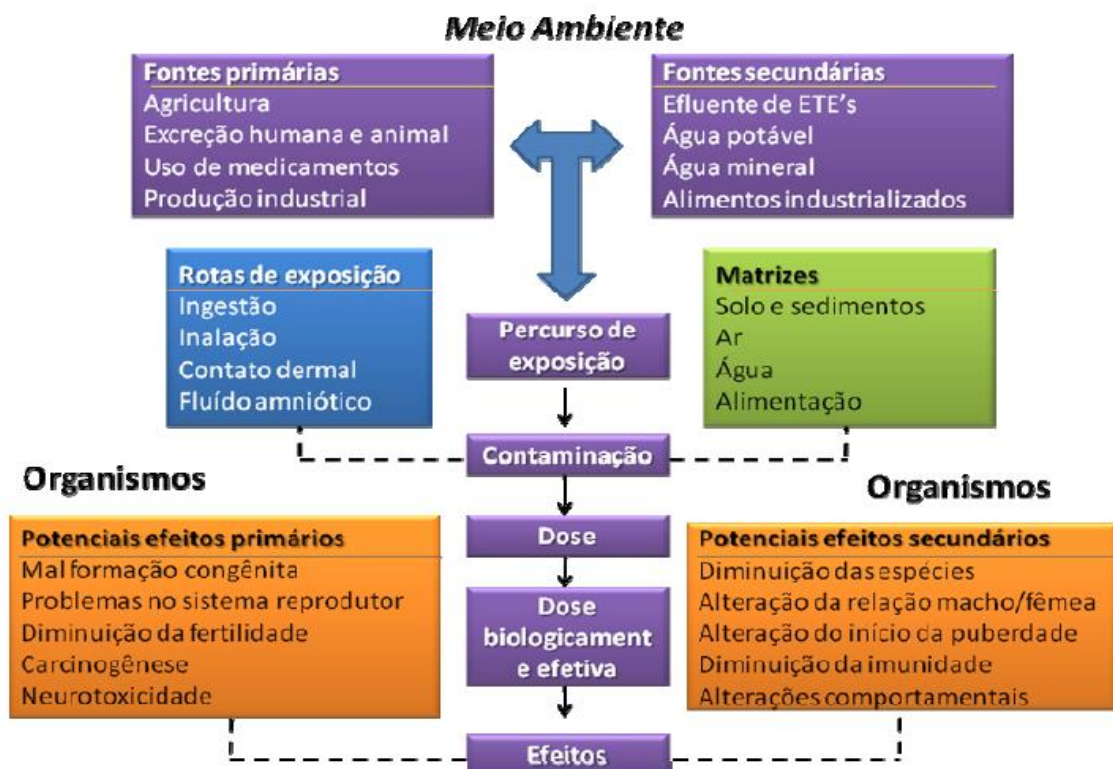 Meio Ambiente
Fontes primárias
Agricultura
Excreção humana e animal
Uso de medicamentos
Produção industrial
Fontes secundárias
Efluente de ETE's
Água potável
Água mineral
Alimentos industrializados
Rotas de exposição
Ingestão
Inalação
Contato dermal
Fluído amniótico
Percurso de
exposição
Matrizes
Solo e sedimentos
Ar
Água
Alimentação
Contaminação
Organismos
Organismos
Potenciais efeitos primários
Mal formação congênita
Problemas no sistema reprodutor
Diminuição da fertilidade
Carcinogênese
Neurotoxicidade
Dose
Dose
biologicament
e efetiva
Potenciais efeitos secundários
Diminuição das espécies
Alteração da relação macho/fêmea
Alteração do início da puberdade
Diminuição da imunidade
Alterações comportamentais
Efeitos